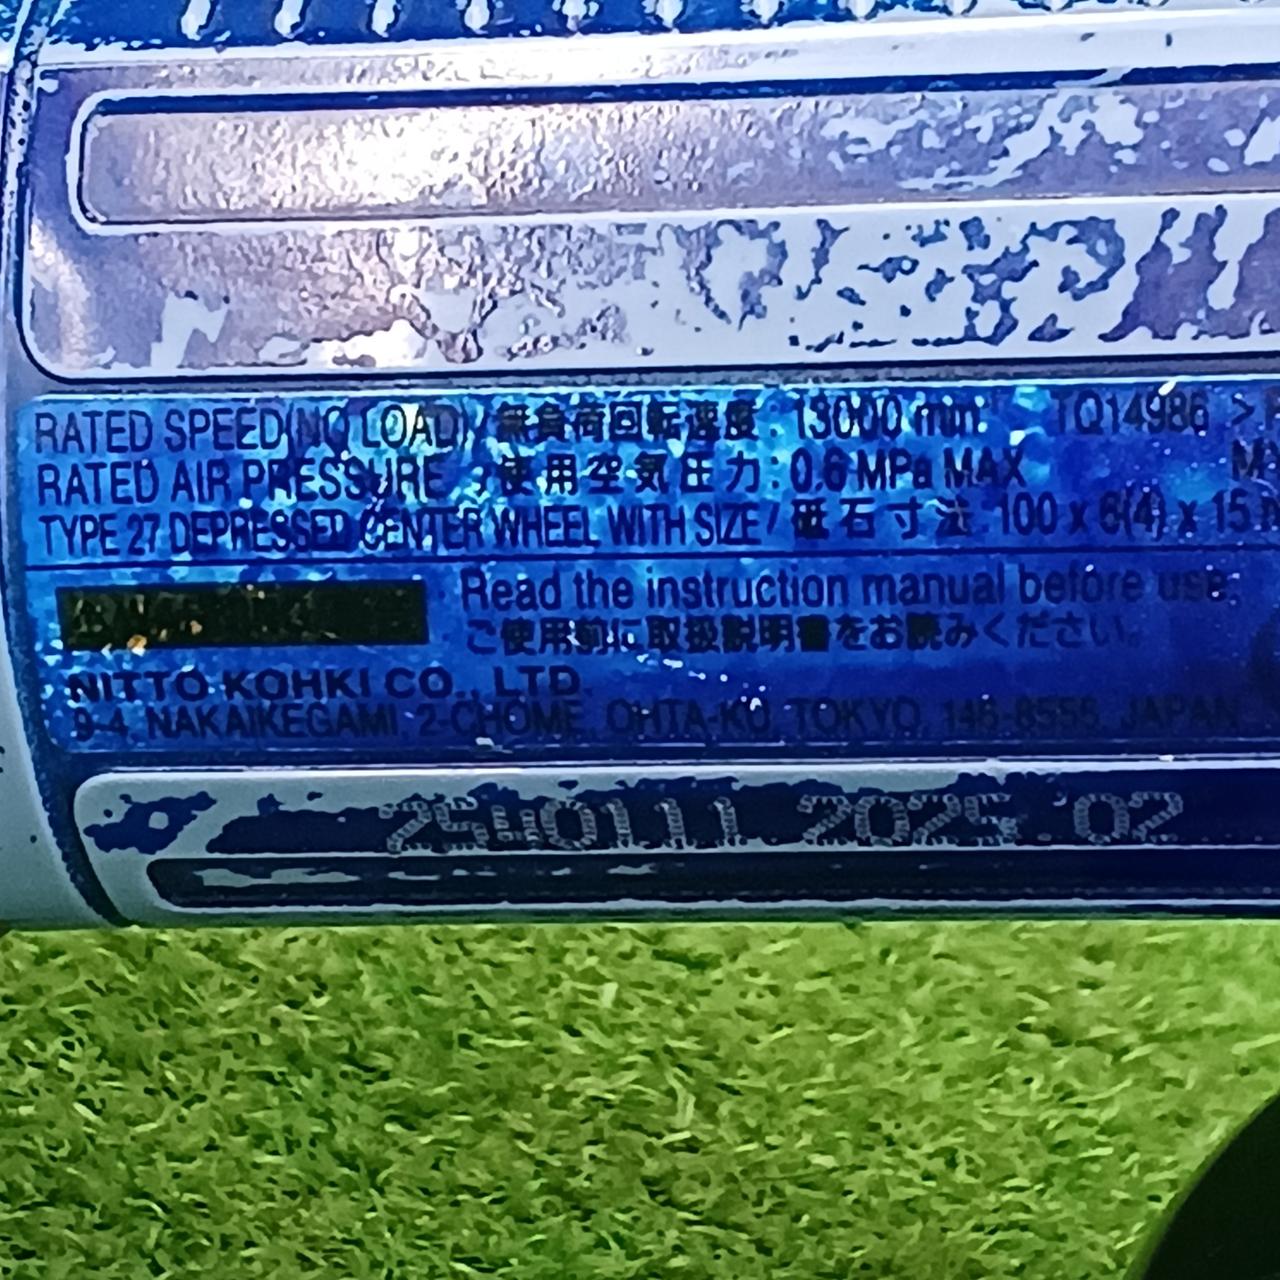 RATED SPEED(NO LOAD)/無負荷回転速度: 13000 min⁻¹ TQ14986 >
RATED AIR PRESSURE /使用空気圧力: 0.6 MPa MAX
TYPE 27 DEPRESSED CENTER WHEEL WITH SIZE/ 砥石寸法: 100 x 6(4) x 15
Read the instruction manual before use.
ご使用前に取扱説明書をお読みください。
NITTO KOHKI CO., LTD.
9-4, NAKAIKEGAMI, 2-CHOME, OHTA-KU, TOKYO, 146-8555, JAPAN
2025.02